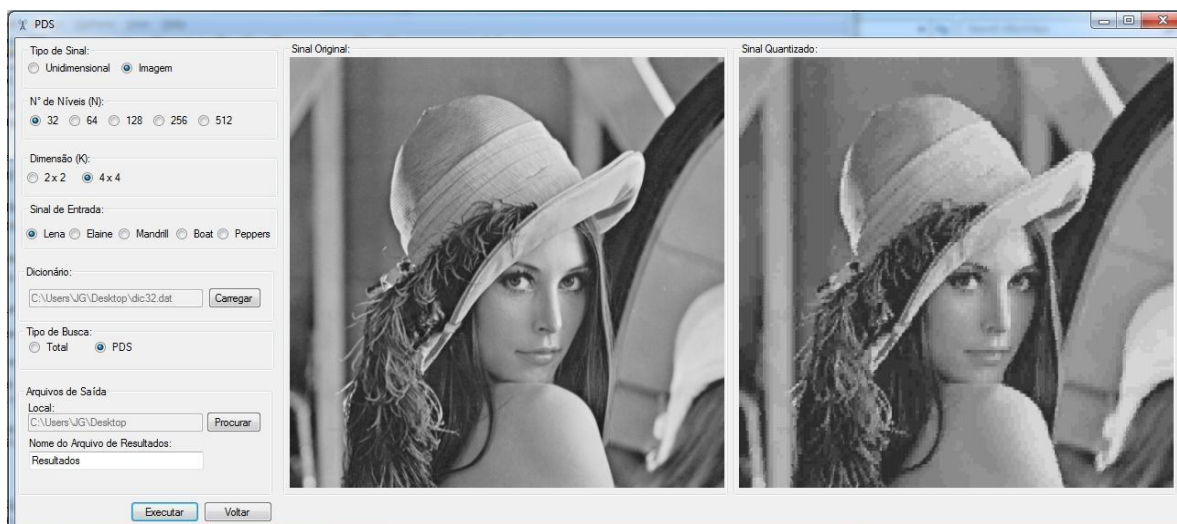 PDS
Tipo de Sinal:
Unidimensional Imagem
N° de Níveis (N):
32 64 128 256 512
Dimensão (K):
2 x 2 4 x 4
Sinal de Entrada:
Lena Elaine Mandrill Boat Peppers
Dicionário:
C:\Users\JG\Desktop\dic32.dat Carregar
Tipo de Busca:
Total PDS
Arquivos de Saída
Local:
C:\Users\JG\Desktop Procurar
Nome do Arquivo de Resultados:
Resultados
Executar Voltar
Sinal Original:
Sinal Quantizado: